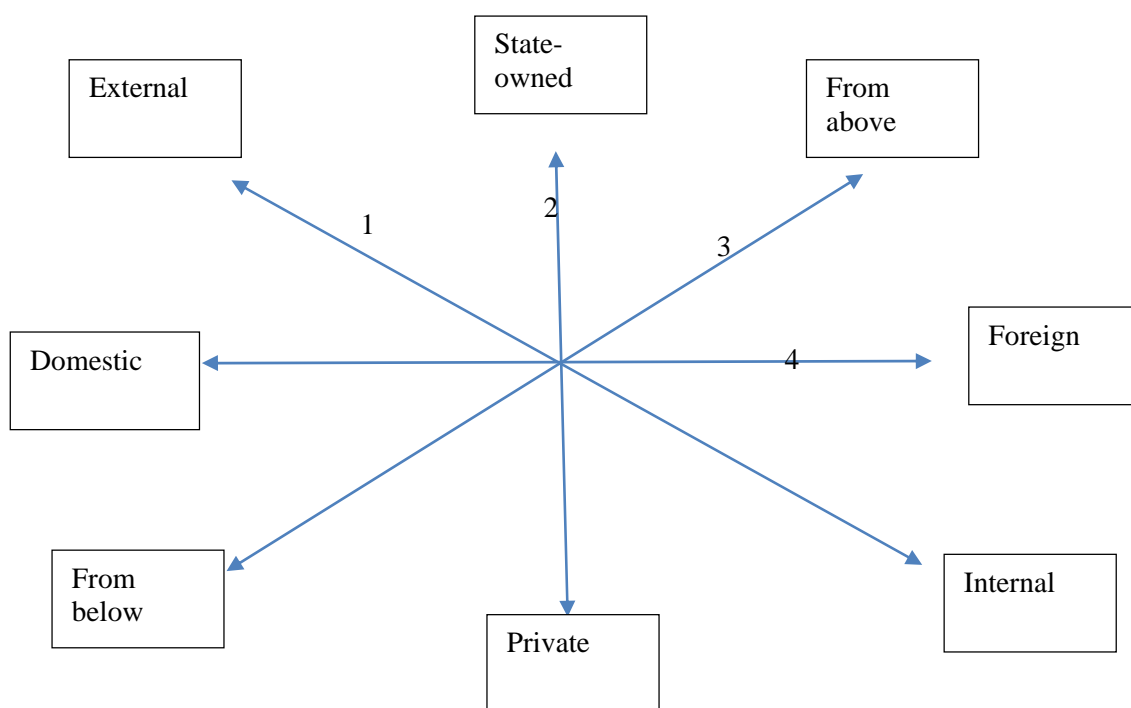 State-
owned
External
From
above
1
2
3
Domestic
4
Foreign
From
below
Internal
Private